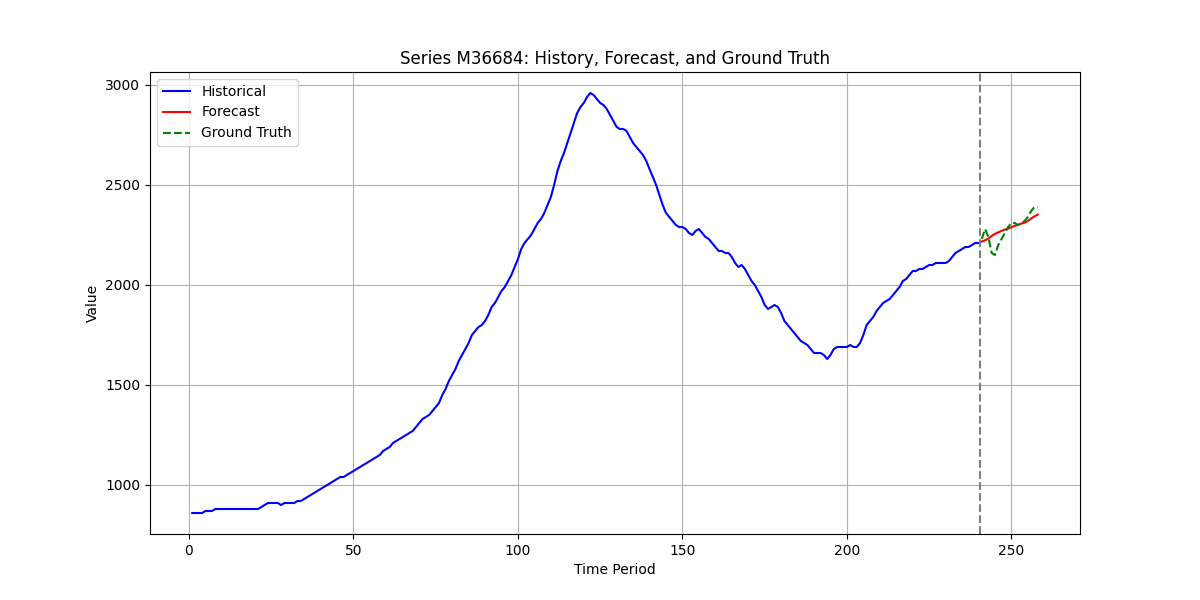 Series M36684: History, Forecast, and Ground Truth
Historical
Forecast
Ground Truth
3000
2500
2000
1500
1000
Value
0 50 100 150 200 250
Time Period